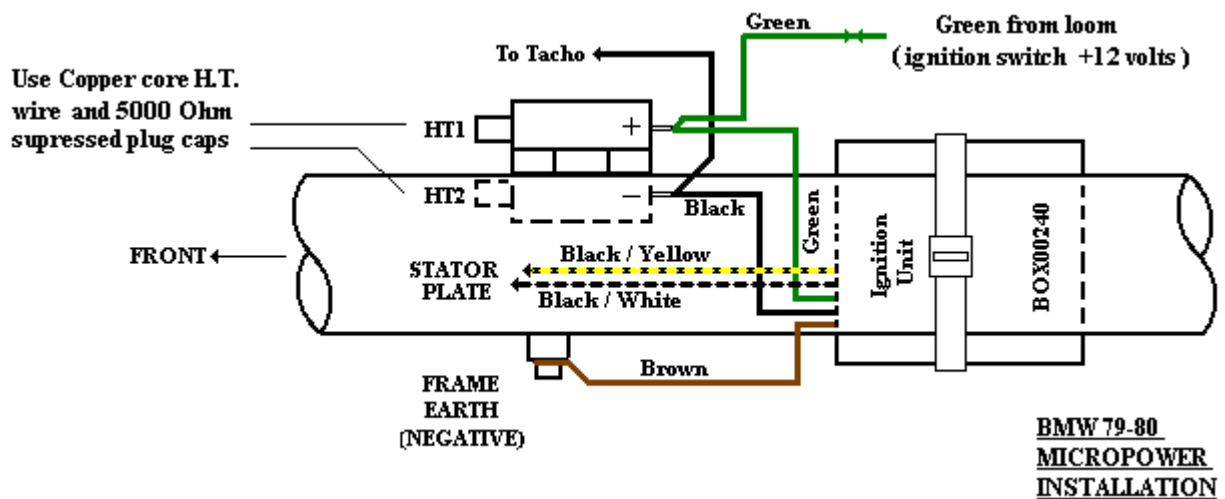 Green
Green from loom
( ignition switch +12 volts )
To Tacho
Use Copper core H.T.
wire and 5000 Ohm
supressed plug caps
HT1
+
HT2
–
Black
Green
FRONT
Black / Yellow
STATOR
PLATE
Black / White
Ignition
Unit
BOX00240
Brown
FRAME
EARTH
(NEGATIVE)
BMW 79-80
MICROPOWER
INSTALLATION